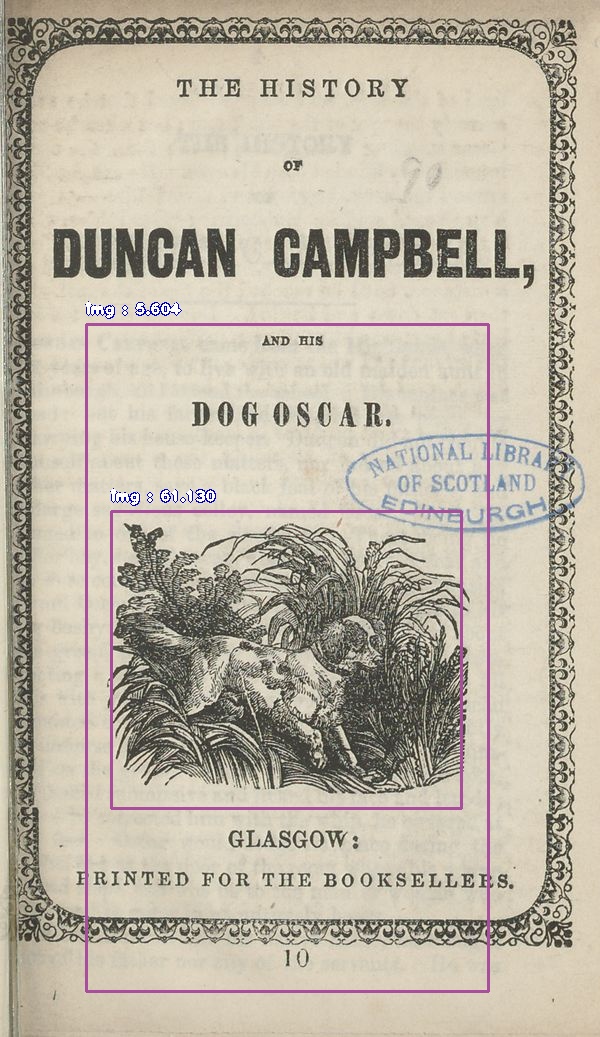 THE HISTORY
OF
90
DUNCAN CAMPBELL,
img : 5.604
AND HIS
DOG OSCAR.
NATIONAL LIBRARY
OF SCOTLAND
EDINBURGH
img : 61.130
GLASGOW:
PRINTED FOR THE BOOKSELLERS.
10